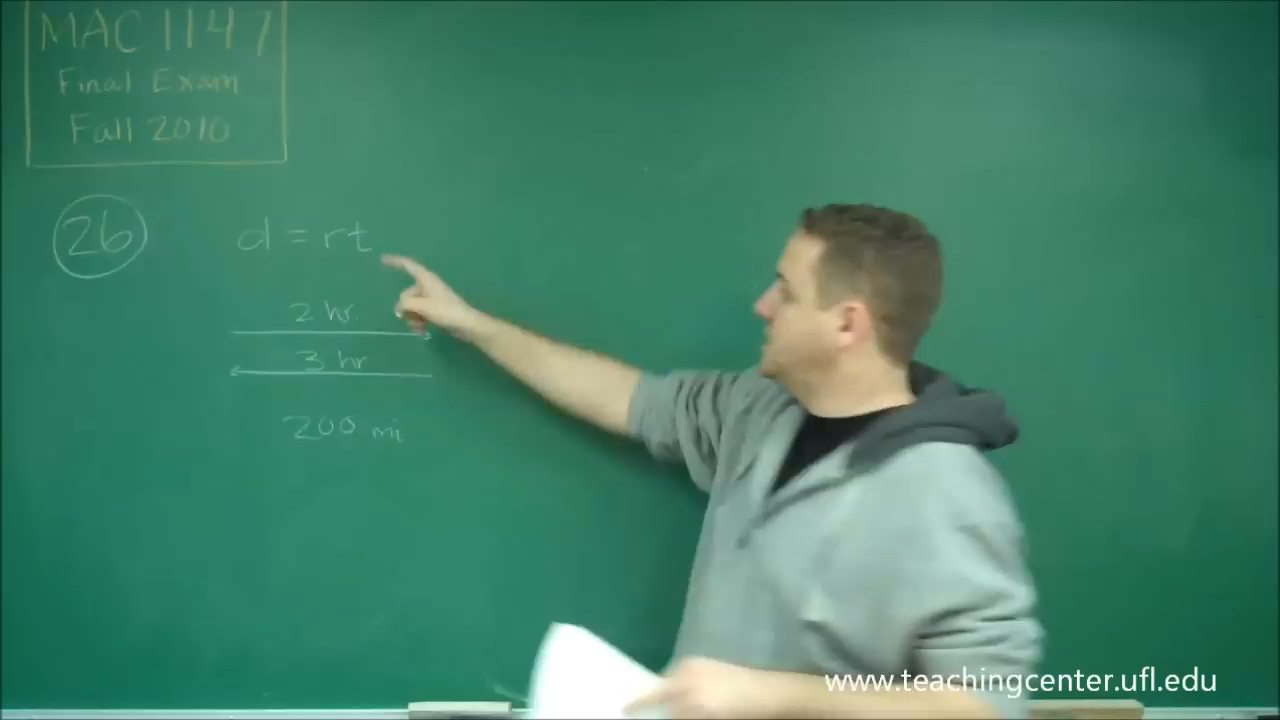 MAC 1147
Final Exam
Fall 2010
26
d = rt
2 hr.
3 hr
200 mi
www.teachingcenter.ufl.edu